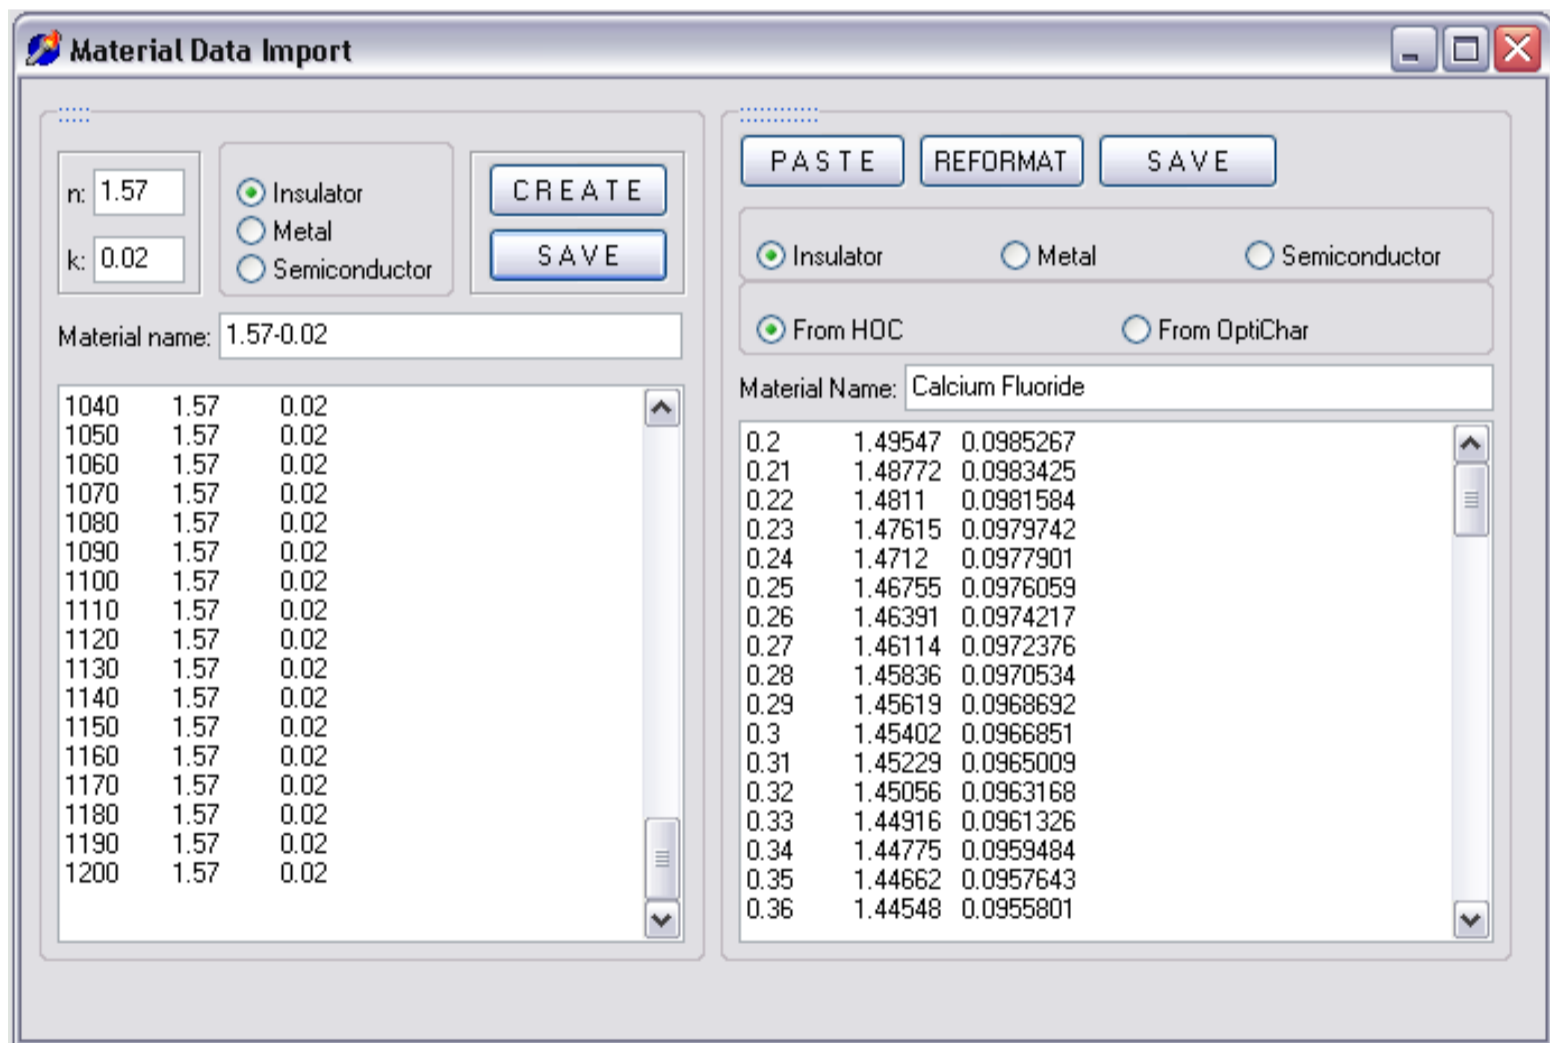 Material Data Import
n: 1.57
k: 0.02
Insulator
Metal
Semiconductor
CREATE
SAVE
Material name: 1.57-0.02
1040 1.57 0.02
1050 1.57 0.02
1060 1.57 0.02
1070 1.57 0.02
1080 1.57 0.02
1090 1.57 0.02
1100 1.57 0.02
1110 1.57 0.02
1120 1.57 0.02
1130 1.57 0.02
1140 1.57 0.02
1150 1.57 0.02
1160 1.57 0.02
1170 1.57 0.02
1180 1.57 0.02
1190 1.57 0.02
1200 1.57 0.02
PASTE REFORMAT SAVE
Insulator Metal Semiconductor
From HOC From OptiChar
Material Name: Calcium Fluoride
0.2 1.49547 0.0985267
0.21 1.48772 0.0983425
0.22 1.4811 0.0981584
0.23 1.47615 0.0979742
0.24 1.4712 0.0977901
0.25 1.46755 0.0976059
0.26 1.46391 0.0974217
0.27 1.46114 0.0972376
0.28 1.45836 0.0970534
0.29 1.45619 0.0968692
0.3 1.45402 0.0966851
0.31 1.45229 0.0965009
0.32 1.45056 0.0963168
0.33 1.44916 0.0961326
0.34 1.44775 0.0959484
0.35 1.44662 0.0957643
0.36 1.44548 0.0955801